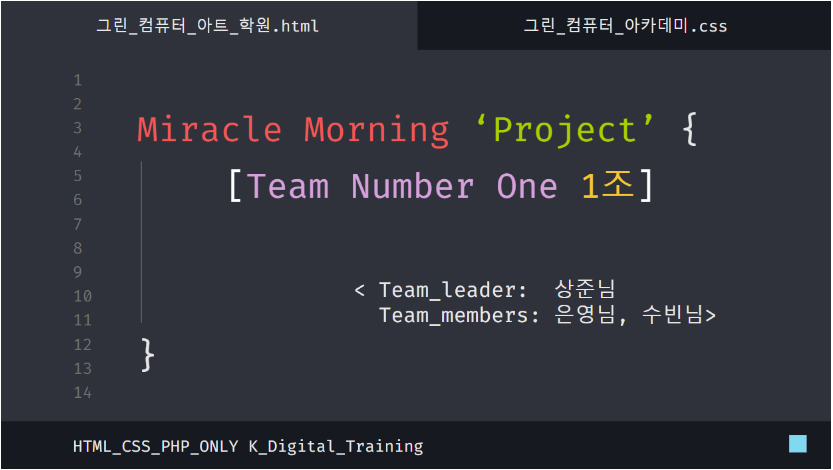 그린_컴퓨터_아트_학원.html
그린_컴퓨터_아카데미.css
1
2
3
4
5
6
7
8
9
10
11
12
13
14
Miracle Morning ‘Project’ {
[Team Number One 1조]
< Team_leader: 상준님
Team_members: 은영님, 수빈님>
}
HTML_CSS_PHP_ONLY K_Digital_Training